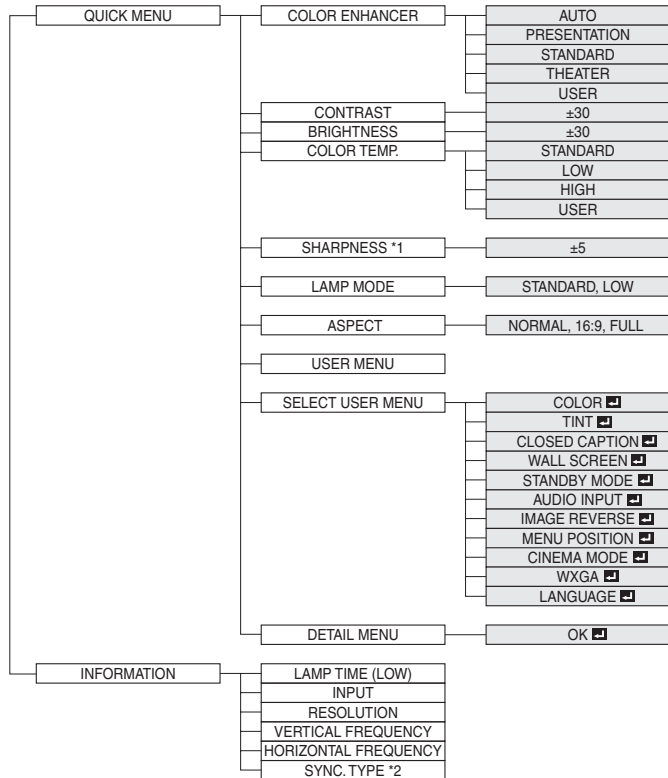 QUICK MENU
COLOR ENHANCER
AUTO
PRESENTATION
STANDARD
THEATER
USER
CONTRAST
±30
BRIGHTNESS
±30
COLOR TEMP.
STANDARD
LOW
HIGH
USER
SHARPNESS *1
±5
LAMP MODE
STANDARD, LOW
ASPECT
NORMAL, 16:9, FULL
USER MENU
SELECT USER MENU
COLOR
TINT
CLOSED CAPTION
WALL SCREEN
STANDBY MODE
AUDIO INPUT
IMAGE REVERSE
MENU POSITION
CINEMA MODE
WXGA
LANGUAGE
DETAIL MENU
OK
INFORMATION
LAMP TIME (LOW)
INPUT
RESOLUTION
VERTICAL FREQUENCY
HORIZONTAL FREQUENCY
SYNC. TYPE *2